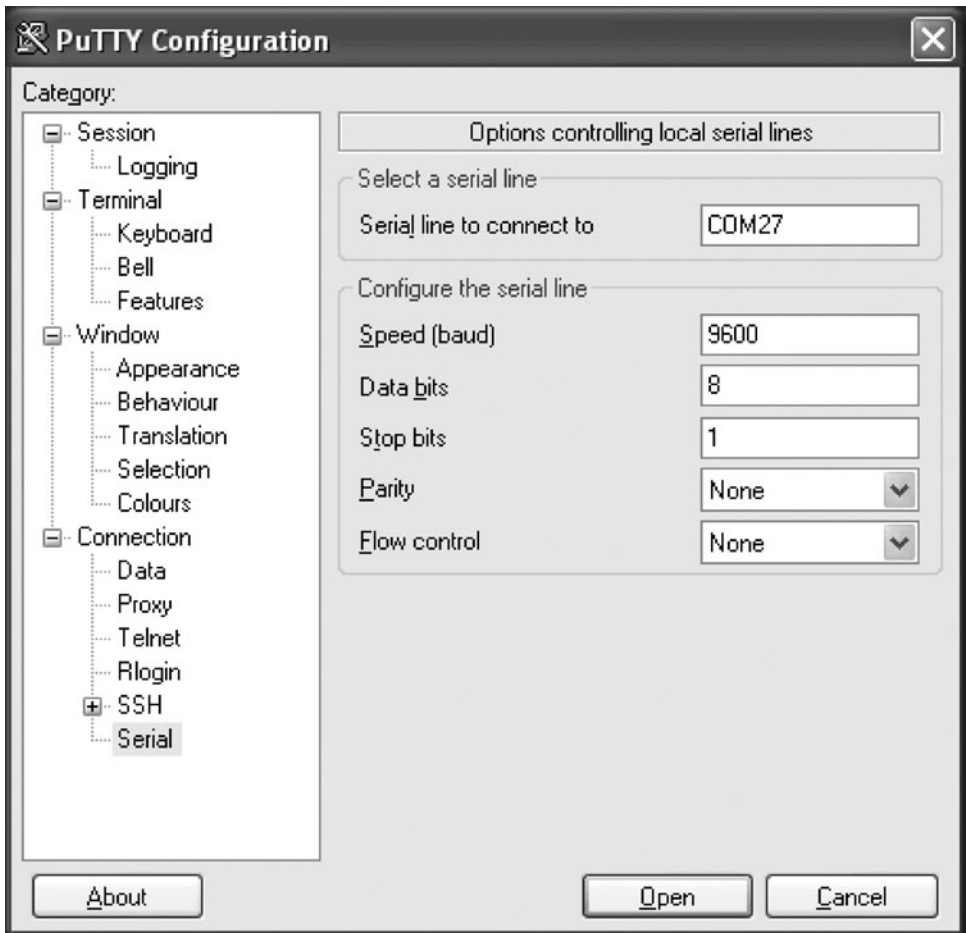 PuTTY Configuration
Category:
Session
Logging
Terminal
Keyboard
Bell
Features
Window
Appearance
Behaviour
Translation
Selection
Colours
Connection
Data
Proxy
Telnet
Rlogin
SSH
Serial
Options controlling local serial lines
Select a serial line
Serial line to connect to COM27
Configure the serial line
Speed (baud) 9600
Data bits 8
Stop bits 1
Parity None
Flow control None
About Open Cancel